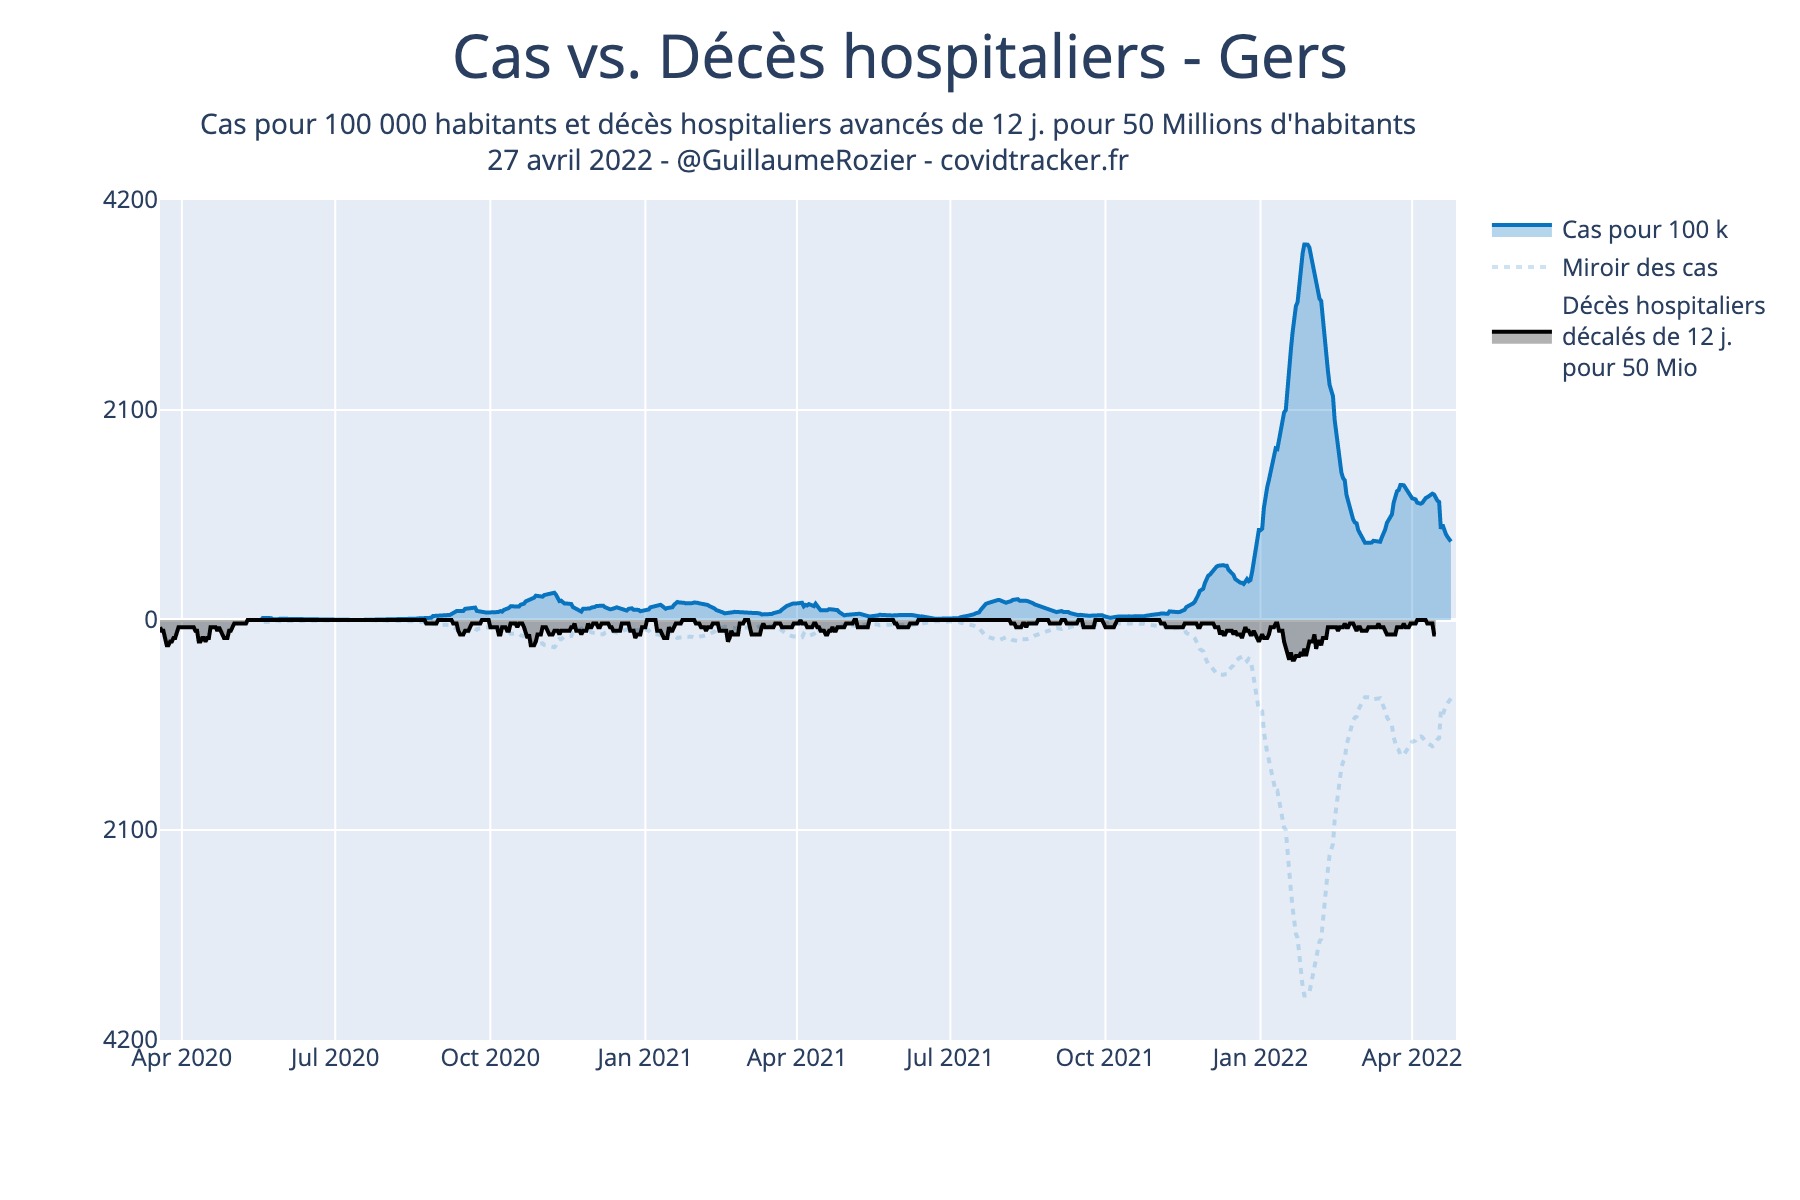 Cas vs. Décès hospitaliers - Gers
Cas pour 100 000 habitants et décès hospitaliers avancés de 12 j. pour 50 Millions d'habitants
27 avril 2022 - @GuillaumeRozier - covidtracker.fr
4200
2100
0
2100
4200
Apr 2020
Jul 2020
Oct 2020
Jan 2021
Apr 2021
Jul 2021
Oct 2021
Jan 2022
Apr 2022
Cas pour 100 k
Miroir des cas
Décès hospitaliers
décalés de 12 j.
pour 50 Mio